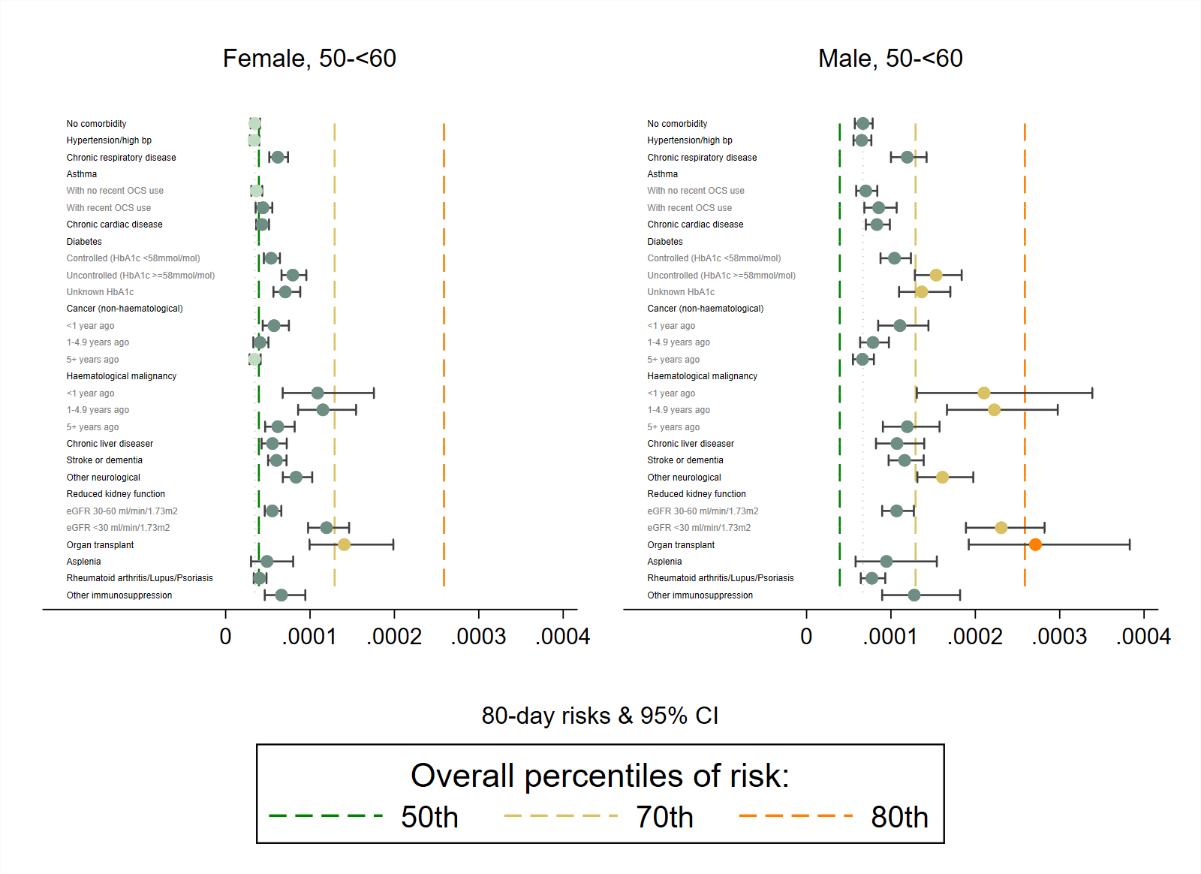 Female, 50-<60
No comorbidity
Hypertension/high bp
Chronic respiratory disease
Asthma
With no recent OCS use
With recent OCS use
Chronic cardiac disease
Diabetes
Controlled (HbA1c <58mmol/mol)
Uncontrolled (HbA1c >=58mmol/mol)
Unknown HbA1c
Cancer (non-haematological)
<1 year ago
1-4.9 years ago
5+ years ago
Haematological malignancy
<1 year ago
1-4.9 years ago
5+ years ago
Chronic liver diseaser
Stroke or dementia
Other neurological
Reduced kidney function
eGFR 30-60 ml/min/1.73m2
eGFR <30 ml/min/1.73m2
Organ transplant
Asplenia
Rheumatoid arthritis/Lupus/Psoriasis
Other immunosuppression
0 .0001 .0002 .0003 .0004
Male, 50-<60
No comorbidity
Hypertension/high bp
Chronic respiratory disease
Asthma
With no recent OCS use
With recent OCS use
Chronic cardiac disease
Diabetes
Controlled (HbA1c <58mmol/mol)
Uncontrolled (HbA1c >=58mmol/mol)
Unknown HbA1c
Cancer (non-haematological)
<1 year ago
1-4.9 years ago
5+ years ago
Haematological malignancy
<1 year ago
1-4.9 years ago
5+ years ago
Chronic liver diseaser
Stroke or dementia
Other neurological
Reduced kidney function
eGFR 30-60 ml/min/1.73m2
eGFR <30 ml/min/1.73m2
Organ transplant
Asplenia
Rheumatoid arthritis/Lupus/Psoriasis
Other immunosuppression
0 .0001 .0002 .0003 .0004
80-day risks & 95% CI
Overall percentiles of risk:
50th 70th 80th